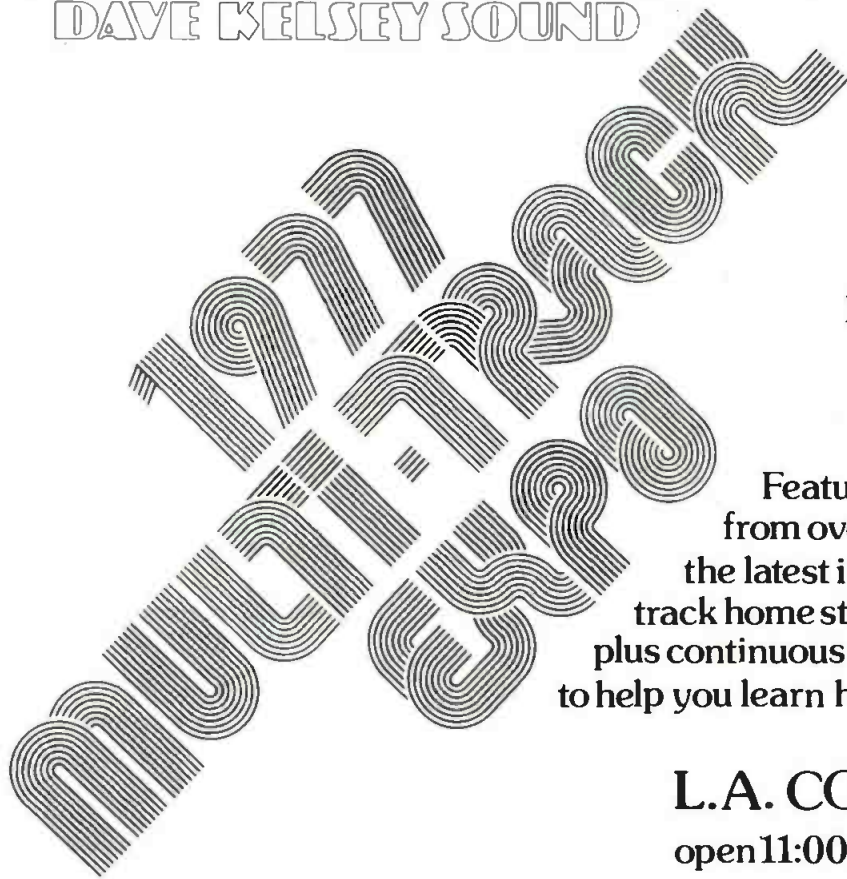 DAVE KELSEY SOUND
1977
MULTI-TRACK
EXPO
Featu
from ov
the latest i
track home st
plus continuous
to help you learn h
L.A. CO
open 11:00